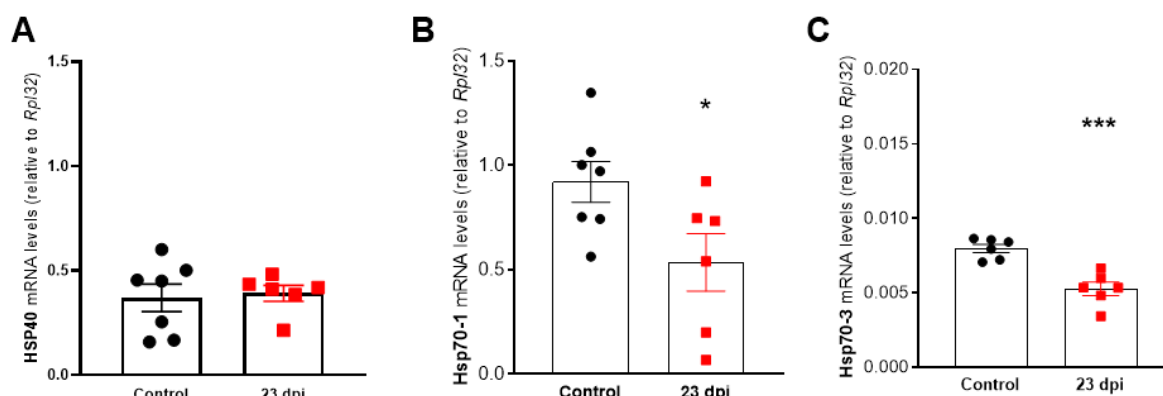 A
HSP40 mRNA levels (relative to Rpl32)
1.5
1.0
0.5
0.0
Control
23 dpi
B
Hsp70-1 mRNA levels (relative to Rpl32)
1.5
1.0
0.5
0.0
*
Control
23 dpi
C
Hsp70-3 mRNA levels (relative to Rpl32)
0.020
0.015
0.010
0.005
0.000
***
Control
23 dpi